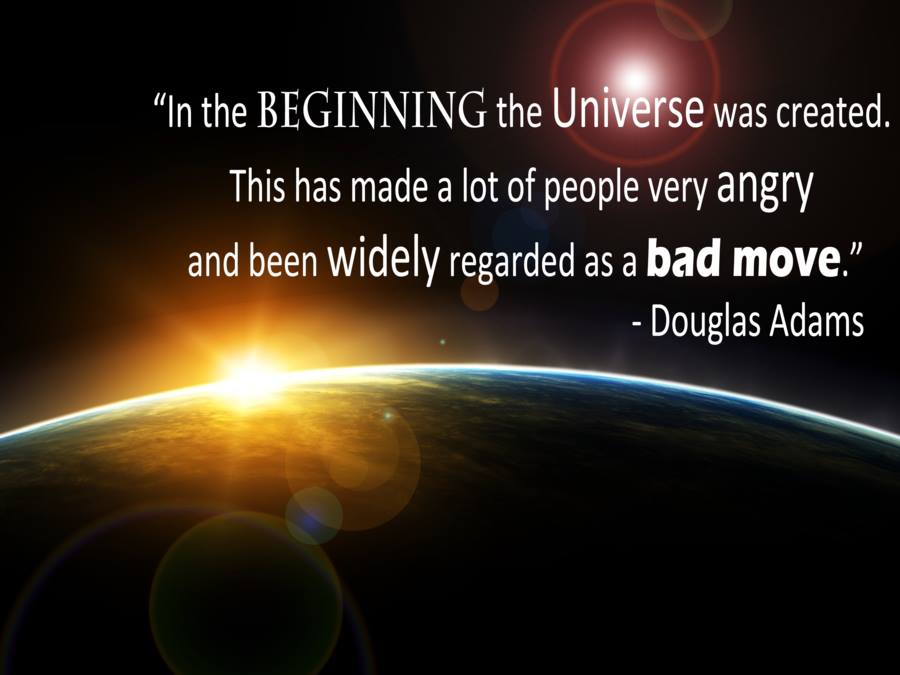 “In the BEGINNING the Universe was created.
This has made a lot of people very angry
and been widely regarded as a bad move.”
- Douglas Adams